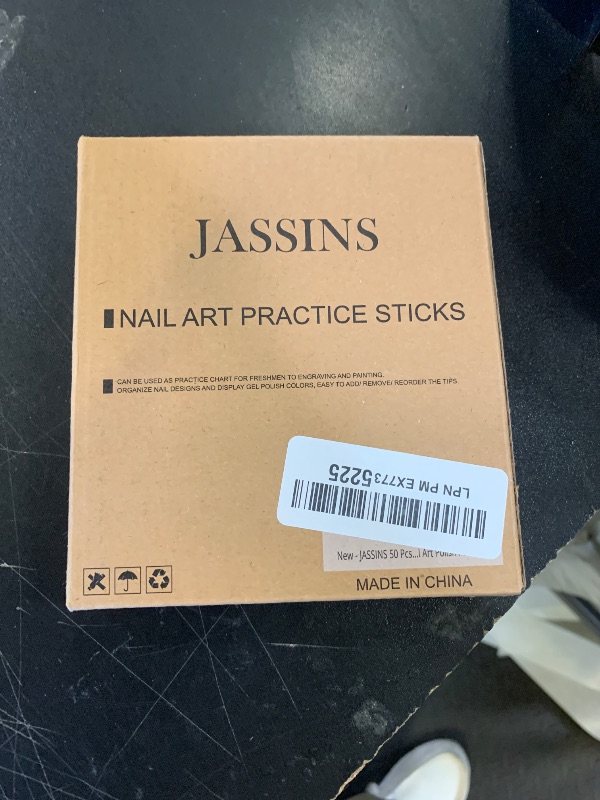 JASSINS
NAIL ART PRACTICE STICKS
CAN BE USED AS PRACTICE CHART FOR FRESHMEN TO ENGRAVING AND PAINTING.
ORGANIZE NAIL DESIGNS AND DISPLAY GEL POLISH COLORS, EASY TO ADD/ REMOVE/ REORDER THE TIPS
LPN PM EX7735225
New - JASSINS 50 Pcs...l Art Polish
MADE IN CHINA